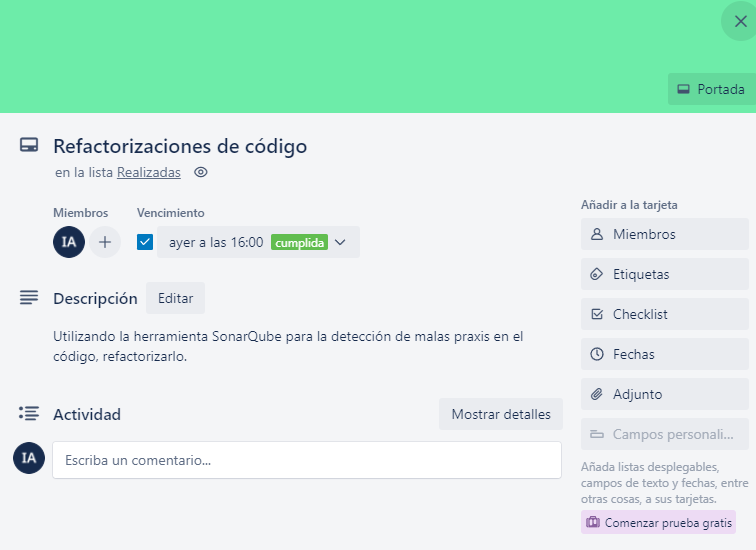 Portada
Refactorizaciones de código
en la lista Realizadas
Miembros
Vencimiento
IA
ayer a las 16:00 cumplida
Descripción
Editar
Utilizando la herramienta SonarQube para la detección de malas praxis en el
código, refactorizarlo.
Actividad
Mostrar detalles
IA
Escriba un comentario...
Añadir a la tarjeta
Miembros
Etiquetas
Checklist
Fechas
Adjunto
Campos personali...
Añada listas desplegables,
campos de texto y fechas, entre
otras cosas, a sus tarjetas.
Comenzar prueba gratis